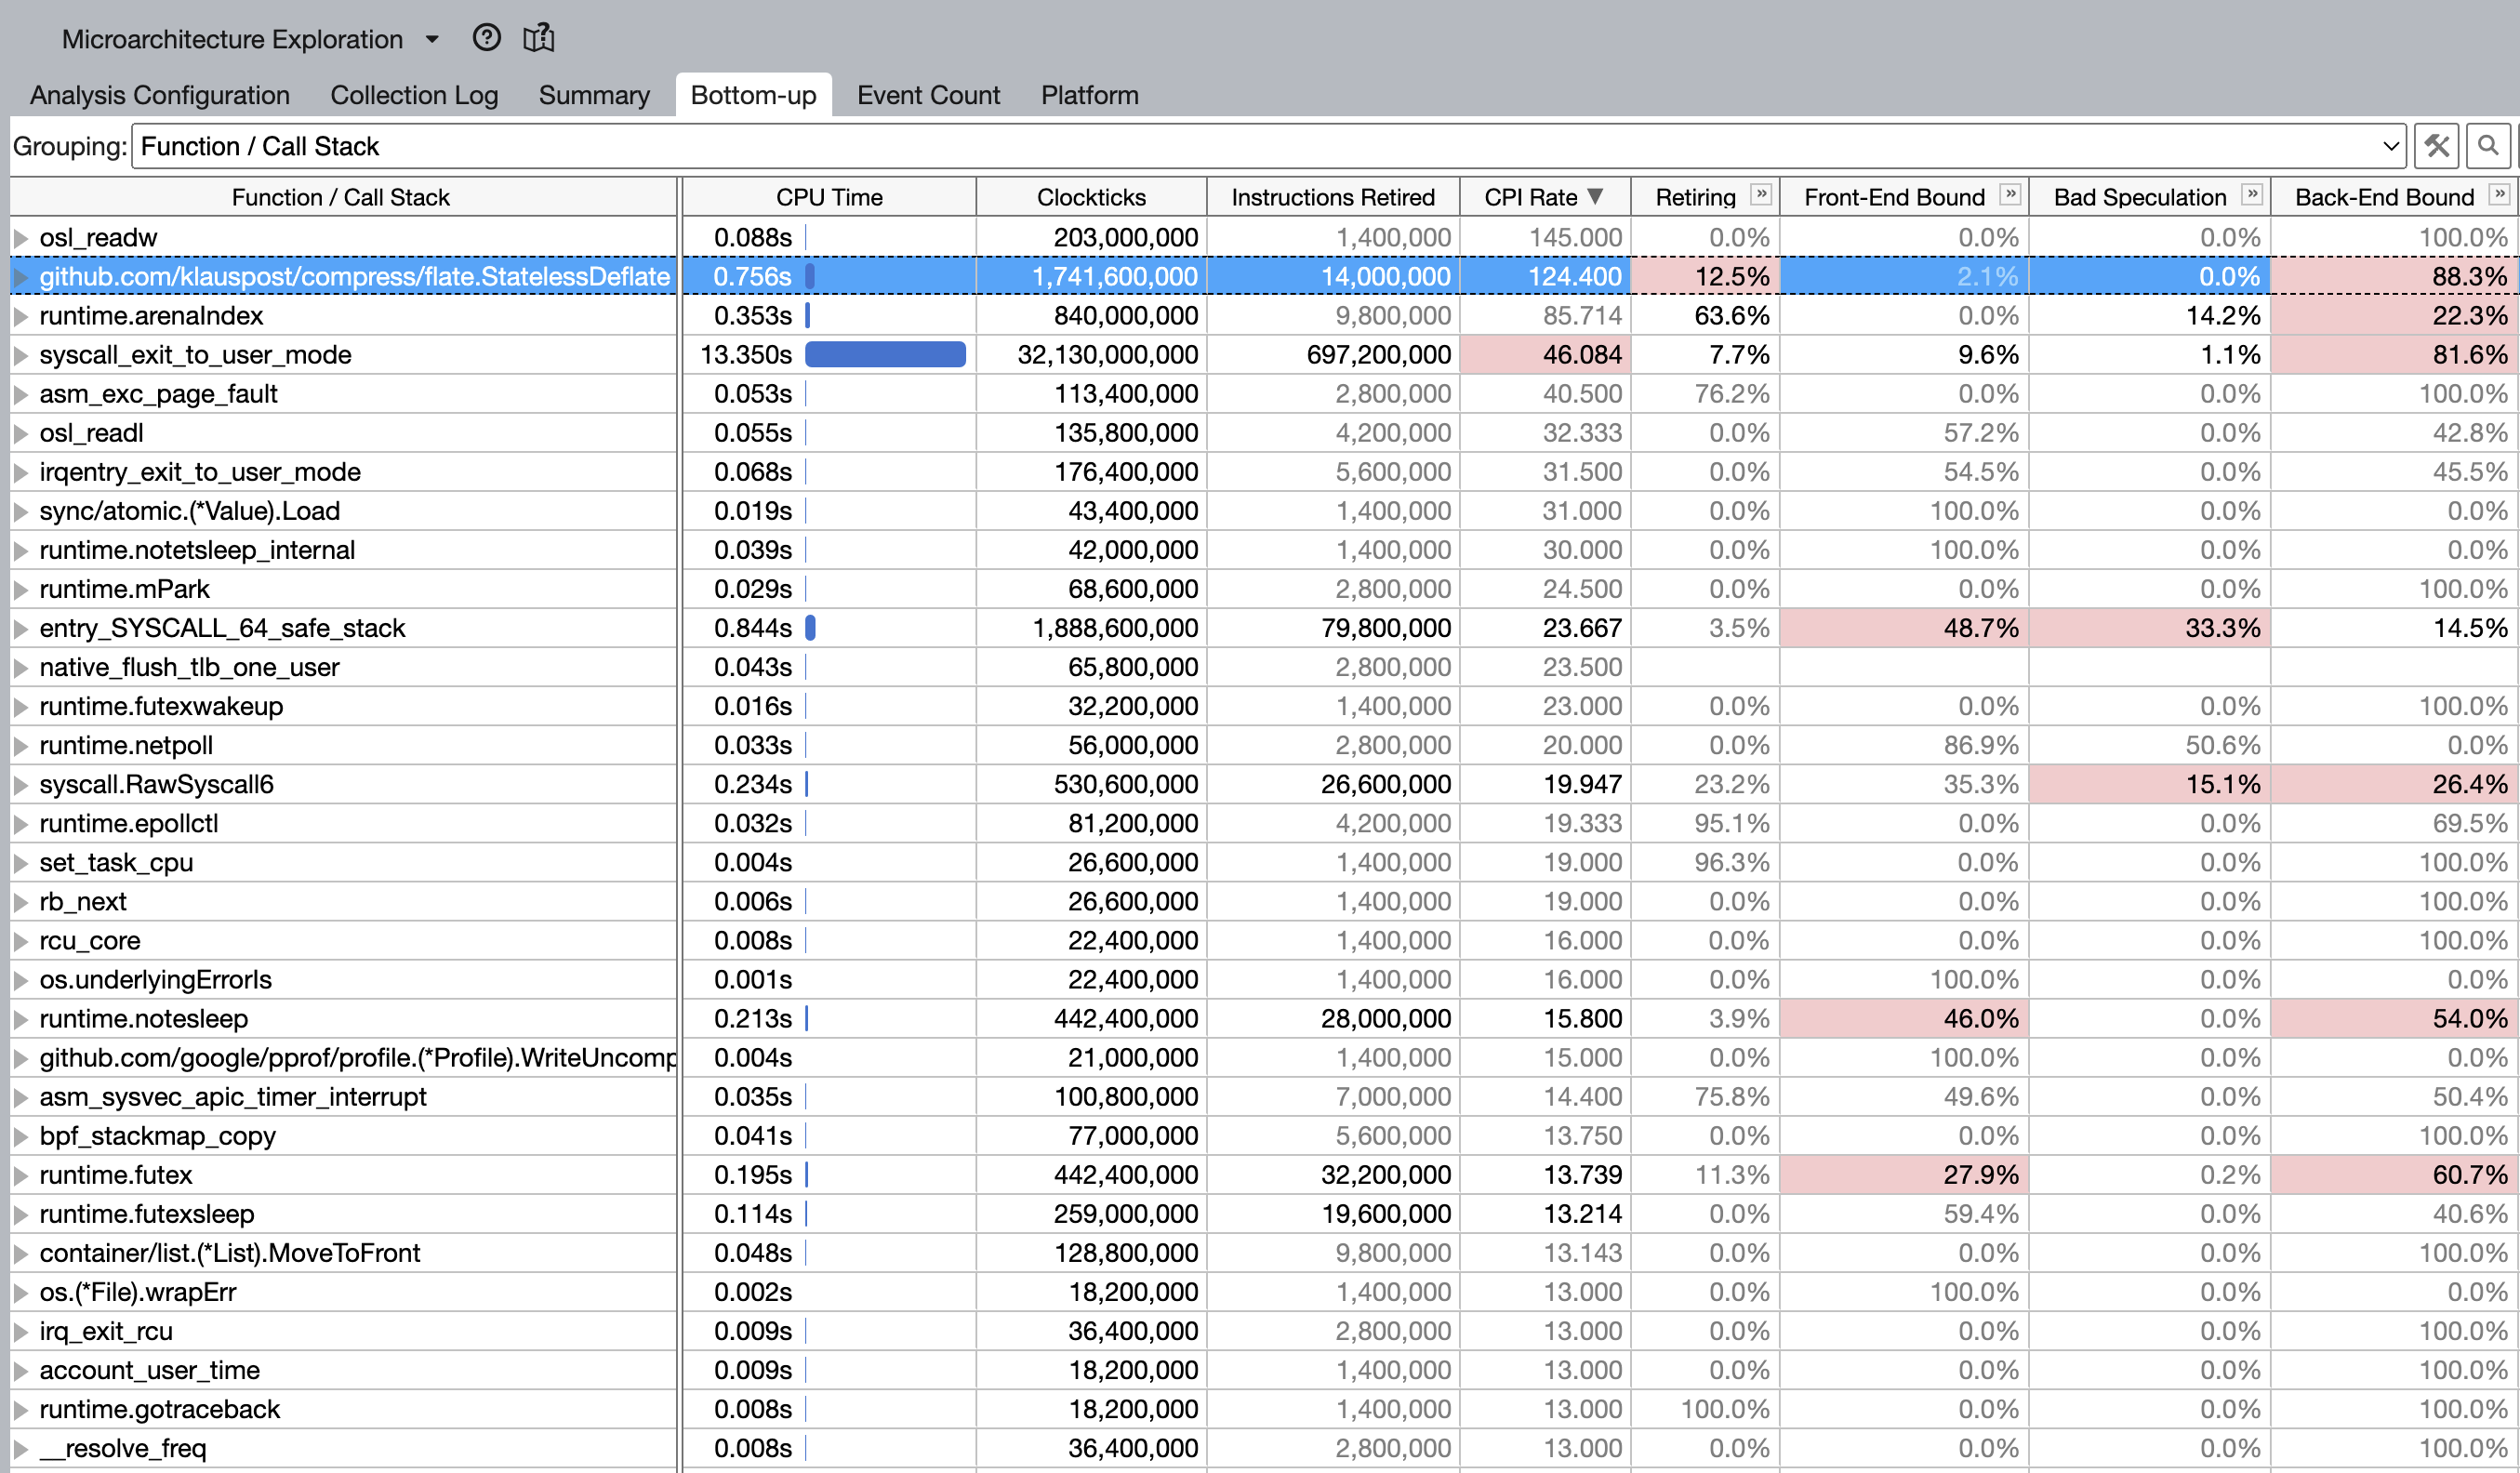 Microarchitecture Exploration
Analysis Configuration Collection Log Summary Bottom-up Event Count Platform
Grouping: Function / Call Stack
Function / Call Stack CPU Time Clockticks Instructions Retired CPI Rate Retiring » Front-End Bound » Bad Speculation » Back-End Bound »
osl_readw 0.088s 203,000,000 1,400,000 145.000 0.0% 0.0% 0.0% 100.0%
github.com/klauspost/compress/flate.StatelessDeflate 0.756s 1,741,600,000 14,000,000 124.400 12.5% 2.1% 0.0% 88.3%
runtime.arenaIndex 0.353s 840,000,000 9,800,000 85.714 63.6% 0.0% 14.2% 22.3%
syscall_exit_to_user_mode 13.350s 32,130,000,000 697,200,000 46.084 7.7% 9.6% 1.1% 81.6%
asm_exc_page_fault 0.053s 113,400,000 2,800,000 40.500 76.2% 0.0% 0.0% 100.0%
osl_readl 0.055s 135,800,000 4,200,000 32.333 0.0% 57.2% 0.0% 42.8%
irqentry_exit_to_user_mode 0.068s 176,400,000 5,600,000 31.500 0.0% 54.5% 0.0% 45.5%
sync/atomic.(*Value).Load 0.019s 43,400,000 1,400,000 31.000 0.0% 100.0% 0.0% 0.0%
runtime.notetsleep_internal 0.039s 42,000,000 1,400,000 30.000 0.0% 100.0% 0.0% 0.0%
runtime.mPark 0.029s 68,600,000 2,800,000 24.500 0.0% 0.0% 0.0% 100.0%
entry_SYSCALL_64_safe_stack 0.844s 1,888,600,000 79,800,000 23.667 3.5% 48.7% 33.3% 14.5%
native_flush_tlb_one_user 0.043s 65,800,000 2,800,000 23.500
runtime.futexwakeup 0.016s 32,200,000 1,400,000 23.000 0.0% 0.0% 0.0% 100.0%
runtime.netpoll 0.033s 56,000,000 2,800,000 20.000 0.0% 86.9% 50.6% 0.0%
syscall.RawSyscall6 0.234s 530,600,000 26,600,000 19.947 23.2% 35.3% 15.1% 26.4%
runtime.epollctl 0.032s 81,200,000 4,200,000 19.333 95.1% 0.0% 0.0% 69.5%
set_task_cpu 0.004s 26,600,000 1,400,000 19.000 96.3% 0.0% 0.0% 100.0%
rb_next 0.006s 26,600,000 1,400,000 19.000 0.0% 0.0% 0.0% 100.0%
rcu_core 0.008s 22,400,000 1,400,000 16.000 0.0% 0.0% 0.0% 100.0%
os.underlyingErrorIs 0.001s 22,400,000 1,400,000 16.000 0.0% 100.0% 0.0% 0.0%
runtime.notesleep 0.213s 442,400,000 28,000,000 15.800 3.9% 46.0% 0.0% 54.0%
github.com/google/pprof/profile.(*Profile).WriteUncomp 0.004s 21,000,000 1,400,000 15.000 0.0% 100.0% 0.0% 0.0%
asm_sysvec_apic_timer_interrupt 0.035s 100,800,000 7,000,000 14.400 75.8% 49.6% 0.0% 50.4%
bpf_stackmap_copy 0.041s 77,000,000 5,600,000 13.750 0.0% 0.0% 0.0% 100.0%
runtime.futex 0.195s 442,400,000 32,200,000 13.739 11.3% 27.9% 0.2% 60.7%
runtime.futexsleep 0.114s 259,000,000 19,600,000 13.214 0.0% 59.4% 0.0% 40.6%
container/list.(*List).MoveToFront 0.048s 128,800,000 9,800,000 13.143 0.0% 0.0% 0.0% 100.0%
os.(*File).wrapErr 0.002s 18,200,000 1,400,000 13.000 0.0% 100.0% 0.0% 0.0%
irq_exit_rcu 0.009s 36,400,000 2,800,000 13.000 0.0% 0.0% 0.0% 100.0%
account_user_time 0.009s 18,200,000 1,400,000 13.000 0.0% 0.0% 0.0% 100.0%
runtime.gotraceback 0.008s 18,200,000 1,400,000 13.000 100.0% 0.0% 0.0% 100.0%
__resolve_freq 0.008s 36,400,000 2,800,000 13.000 0.0% 0.0% 0.0% 100.0%